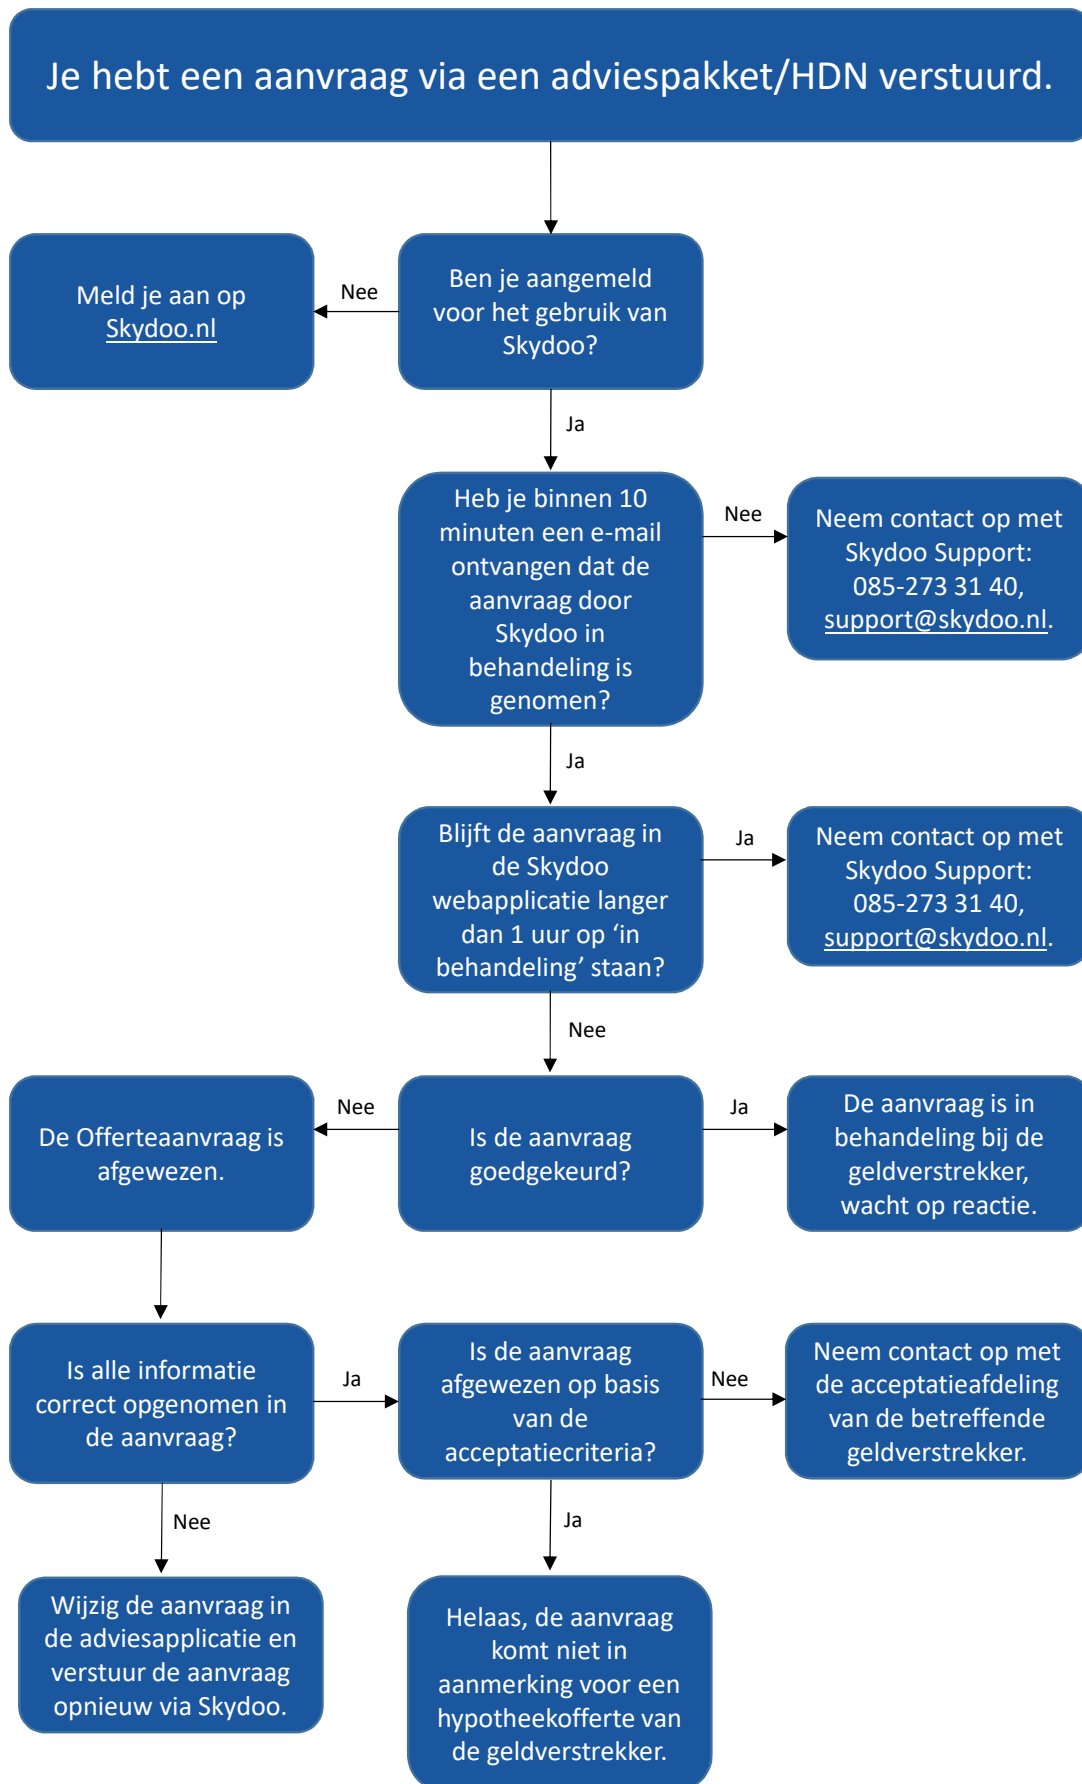 Je hebt een aanvraag via een adviespakket/HDN verstuurd.
Meld je aan op
Skydoo.nl
Nee
Ben je aangemeld
voor het gebruik van
Skydoo?
Ja
Heb je binnen 10
minuten een e-mail
ontvangen dat de
aanvraag door
Skydoo in
behandeling is
genomen?
Nee
Neem contact op met
Skydoo Support:
085-273 31 40,
support@skydoo.nl.
Ja
Blijft de aanvraag in
de Skydoo
webapplicatie langer
dan 1 uur op ‘in
behandeling’ staan?
Ja
Neem contact op met
Skydoo Support:
085-273 31 40,
support@skydoo.nl.
Nee
De Offerteaanvraag is
afgewezen.
Nee
Is de aanvraag
goedgekeurd?
Ja
De aanvraag is in
behandeling bij de
geldverstrekker,
wacht op reactie.
Is alle informatie
correct opgenomen in
de aanvraag?
Ja
Is de aanvraag
afgewezen op basis
van de
acceptatiecriteria?
Nee
Neem contact op met
de acceptatieafdeling
van de betreffende
geldverstrekker.
Nee
Ja
Wijzig de aanvraag in
de adviesapplicatie en
verstuur de aanvraag
opnieuw via Skydoo.
Helaas, de aanvraag
komt niet in
aanmerking voor een
hypotheekofferte van
de geldverstrekker.